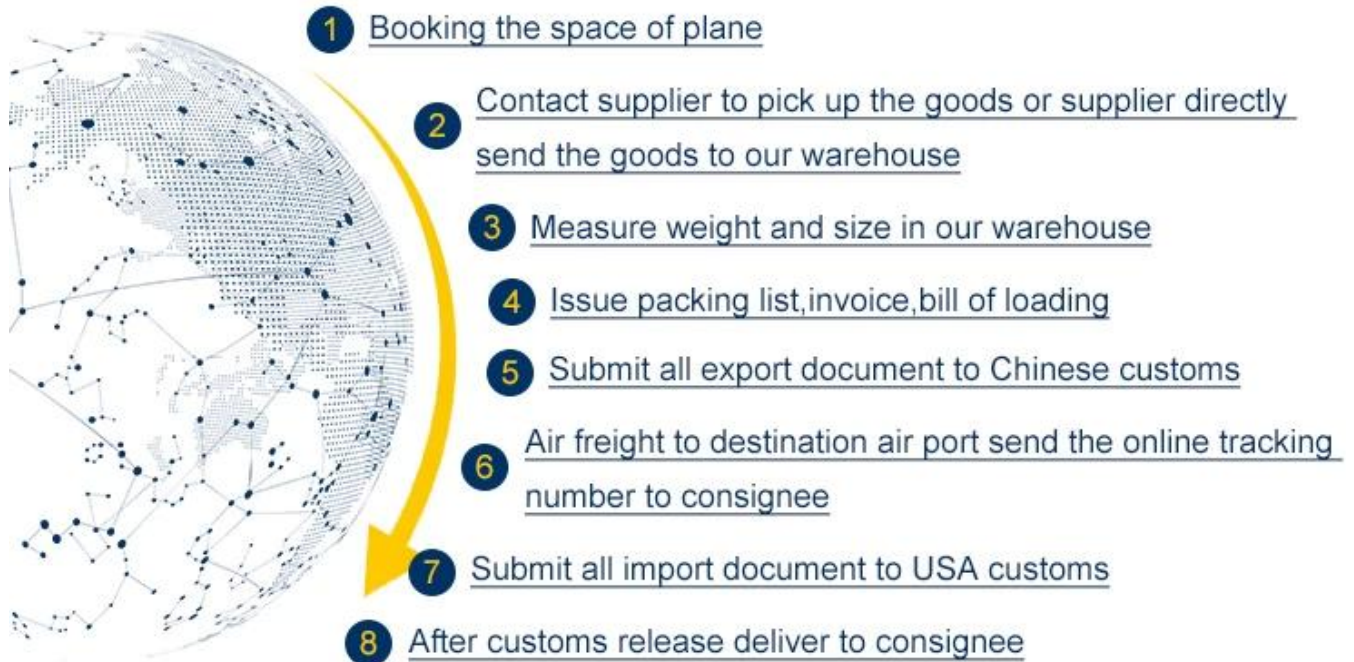 1 Booking the space of plane
2 Contact supplier to pick up the goods or supplier directly
send the goods to our warehouse
3 Measure weight and size in our warehouse
4 Issue packing list,invoice,bill of loading
5 Submit all export document to Chinese customs
6 Air freight to destination air port send the online tracking
number to consignee
7 Submit all import document to USA customs
8 After customs release deliver to consignee